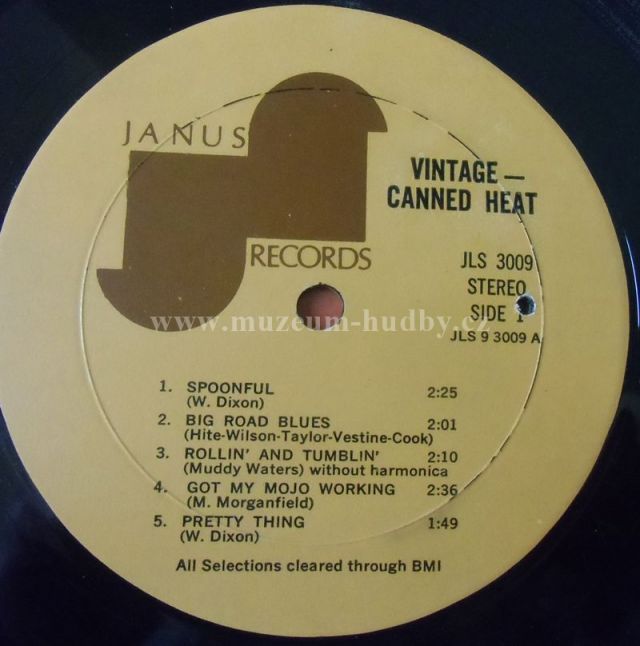 JANUS
RECORDS
VINTAGE —
CANNED HEAT
JLS 3009
STEREO
SIDE 1
JLS 9 3009 A
www.muzeum-hudby.cz
1. SPOONFUL 2:25
(W. Dixon)
2. BIG ROAD BLUES 2:01
(Hite-Wilson-Taylor-Vestine-Cook)
3. ROLLIN' AND TUMBLIN' 2:10
(Muddy Waters) without harmonica
4. GOT MY MOJO WORKING 2:36
(M. Morganfield)
5. PRETTY THING 1:49
(W. Dixon)
All Selections cleared through BMI